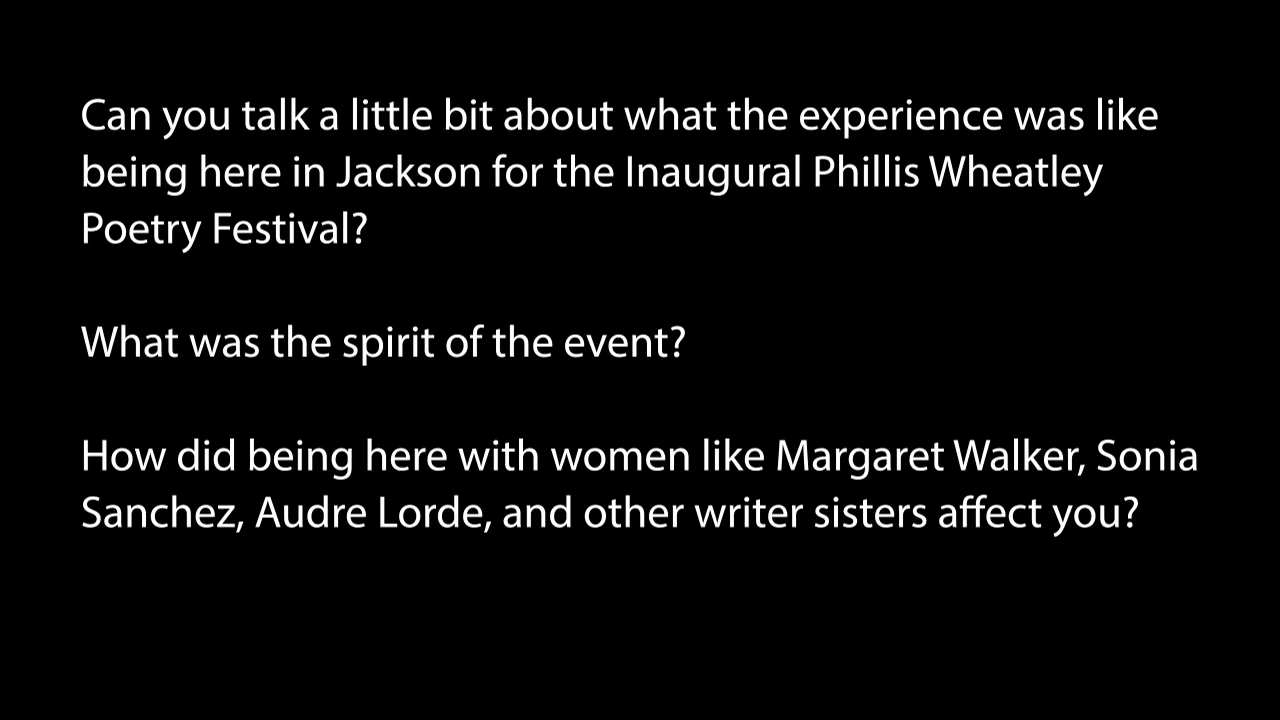 Can you talk a little bit about what the experience was like
being here in Jackson for the Inaugural Phillis Wheatley
Poetry Festival?
What was the spirit of the event?
How did being here with women like Margaret Walker, Sonia
Sanchez, Audre Lorde, and other writer sisters affect you?